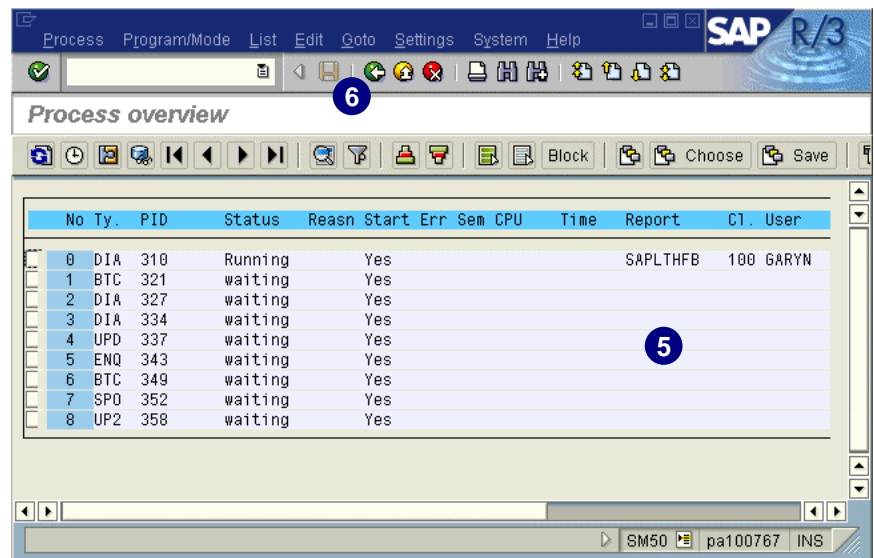 Process Program/Mode List Edit Goto Settings System Help
SAP R/3
6
Process overview
Block Choose Save
No Ty. PID Status Reasn Start Err Sem CPU Time Report Cl. User
0 DIA 310 Running Yes SAPLTHFB 100 GARYN
1 BTC 321 waiting Yes
2 DIA 327 waiting Yes
3 DIA 334 waiting Yes
4 UPD 337 waiting Yes
5
5 ENQ 343 waiting Yes
6 BTC 349 waiting Yes
7 SPO 352 waiting Yes
8 UP2 358 waiting Yes
SM50 pa100767 INS